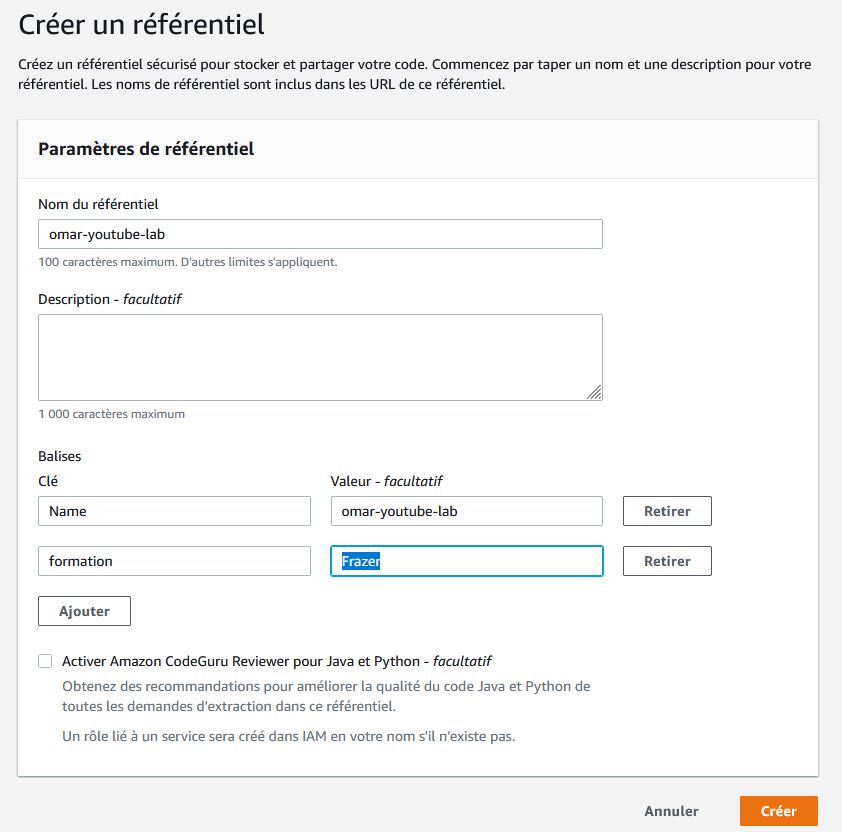 Créer un référentiel
Créez un référentiel sécurisé pour stocker et partager votre code. Commencez par taper un nom et une description pour votre
référentiel. Les noms de référentiel sont inclus dans les URL de ce référentiel.
Paramètres de référentiel
Nom du référentiel
omar-youtube-lab
100 caractères maximum. D'autres limites s'appliquent.
Description - facultatif
1 000 caractères maximum
Balises
Clé Valeur - facultatif
Name omar-youtube-lab Retirer
formation Frazer Retirer
Ajouter
Activer Amazon CodeGuru Reviewer pour Java et Python - facultatif
Obtenez des recommandations pour améliorer la qualité du code Java et Python de
toutes les demandes d'extraction dans ce référentiel.
Un rôle lié à un service sera créé dans IAM en votre nom s'il n'existe pas.
Annuler Créer